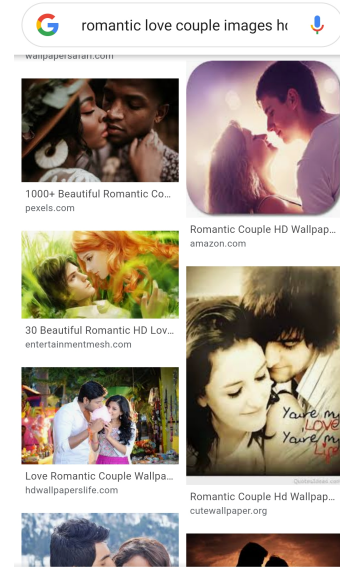 romantic love couple images h
wallpapersafari.com
1000+ Beautiful Romantic Co...
pexels.com
Romantic Couple HD Wallpap...
amazon.com
30 Beautiful Romantic HD Lov...
entertainmentmesh.com
You're my
LOVE
You're my
Life
Love Romantic Couple Wallpa...
hdwallpaperslife.com
Romantic Couple Hd Wallpap...
cutewallpaper.org